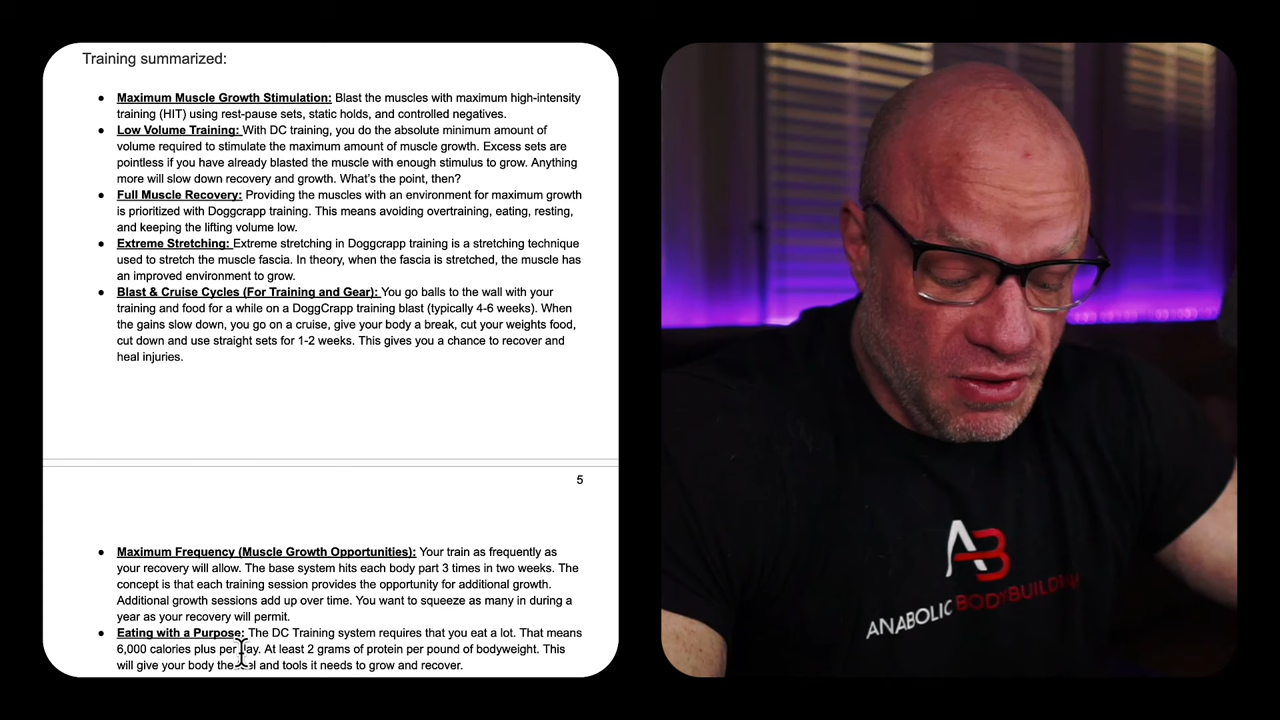 Training summarized:
● Maximum Muscle Growth Stimulation: Blast the muscles with maximum high-intensity
training (HIT) using rest-pause sets, static holds, and controlled negatives.
● Low Volume Training: With DC training, you do the absolute minimum amount of
volume required to stimulate the maximum amount of muscle growth. Excess sets are
pointless if you have already blasted the muscle with enough stimulus to grow. Anything
more will slow down recovery and growth. What's the point, then?
● Full Muscle Recovery: Providing the muscles with an environment for maximum growth
is prioritized with Doggcrapp training. This means avoiding overtraining, eating, resting,
and keeping the lifting volume low.
● Extreme Stretching: Extreme stretching in Doggcrapp training is a stretching technique
used to stretch the muscle fascia. In theory, when the fascia is stretched, the muscle has
an improved environment to grow.
● Blast & Cruise Cycles (For Training and Gear): You go balls to the wall with your
training and food for a while on a DoggCrapp training blast (typically 4-6 weeks). When
the gains slow down, you go on a cruise, give your body a break, cut your weights food,
cut down and use straight sets for 1-2 weeks. This gives you a chance to recover and
heal injuries.
5
● Maximum Frequency (Muscle Growth Opportunities): Your train as frequently as
your recovery will allow. The base system hits each body part 3 times in two weeks. The
concept is that each training session provides the opportunity for additional growth.
Additional growth sessions add up over time. You want to squeeze as many in during a
year as your recovery will permit.
● Eating with a Purpose: The DC Training system requires that you eat a lot. That means
6,000 calories plus per day. At least 2 grams of protein per pound of bodyweight. This
will give your body the and tools it needs to grow and recover.
AB
ANABOLIC BODYBUILDING